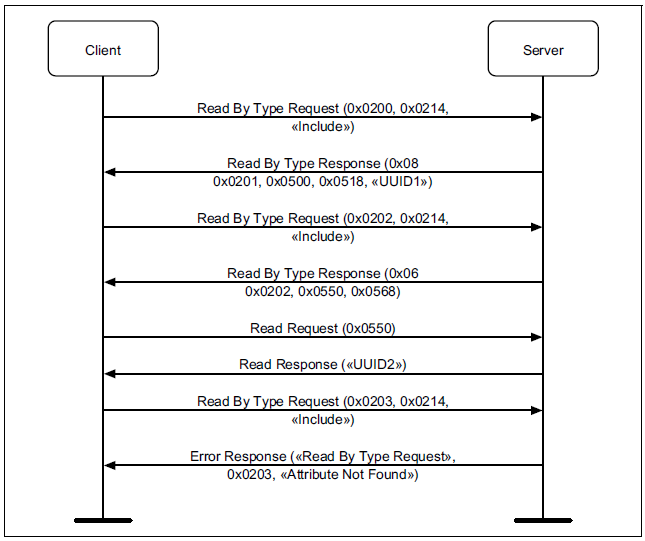 Client
Server
Read By Type Request (0x0200, 0x0214,
«Include»)
Read By Type Response (0x08
0x0201, 0x0500, 0x0518, «UUID1»)
Read By Type Request (0x0202, 0x0214,
«Include»)
Read By Type Response (0x06
0x0202, 0x0550, 0x0568)
Read Request (0x0550)
Read Response («UUID2»)
Read By Type Request (0x0203, 0x0214,
«Include»)
Error Response («Read By Type Request»,
0x0203, «Attribute Not Found»)